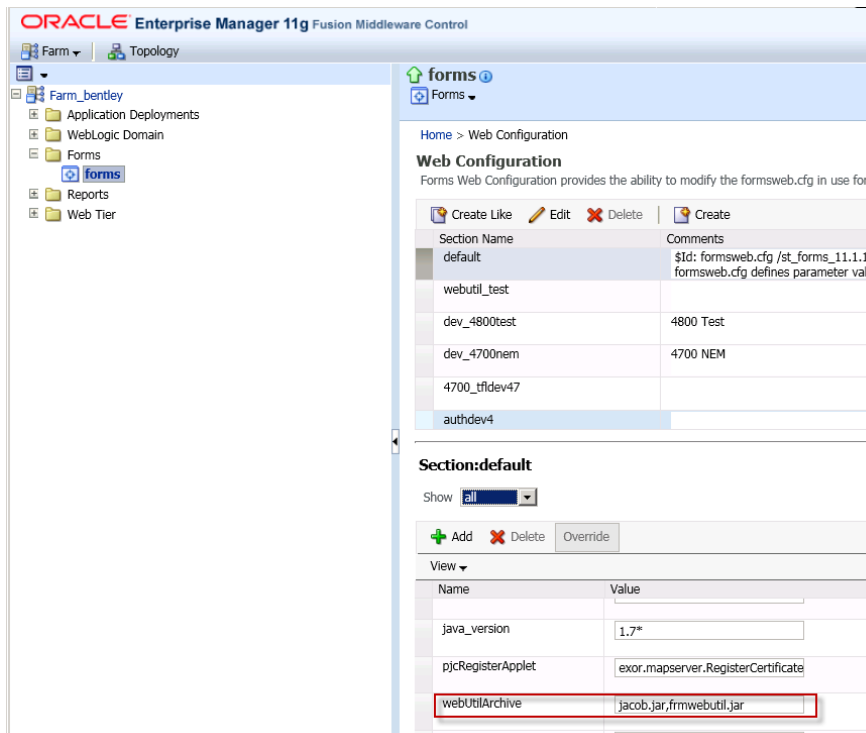 ORACLE Enterprise Manager 11g Fusion Middleware Control
Farm Topology
Farm_bentley
Application Deployments
WebLogic Domain
Forms
forms
Reports
Web Tier
forms
Forms
Home > Web Configuration
Web Configuration
Forms Web Configuration provides the ability to modify the formsweb.cfg in use for
Create Like Edit Delete Create
Section Name Comments
default $Id: formsweb.cfg /st_forms_11.1.1
formsweb.cfg defines parameter val
webutil_test
dev_4800test 4800 Test
dev_4700nem 4700 NEM
4700_tfldev47
authdev4
Section:default
Show all
Add Delete Override
View
Name Value
java_version 1.7*
pjcRegisterApplet exor.mapserver.RegisterCertificate
webUtilArchive jacob.jar,frmwebutil.jar